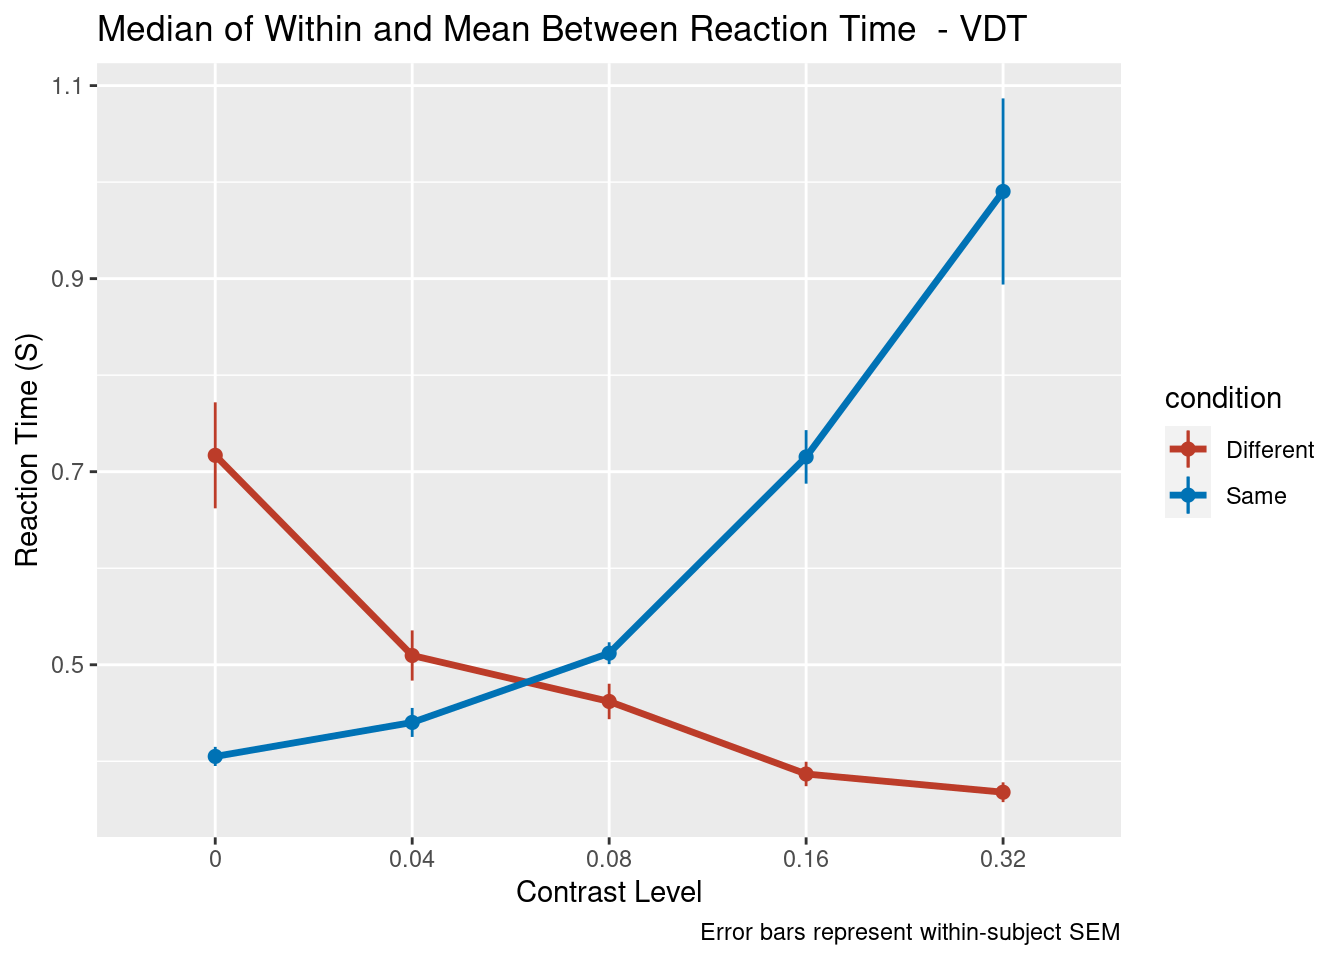 Median of Within and Mean Between Reaction Time  - VDT
1.1
0.9
0.7
0.5
Reaction Time (S)
0 0.04 0.08 0.16 0.32
Contrast Level
Error bars represent within-subject SEM
condition
Different
Same